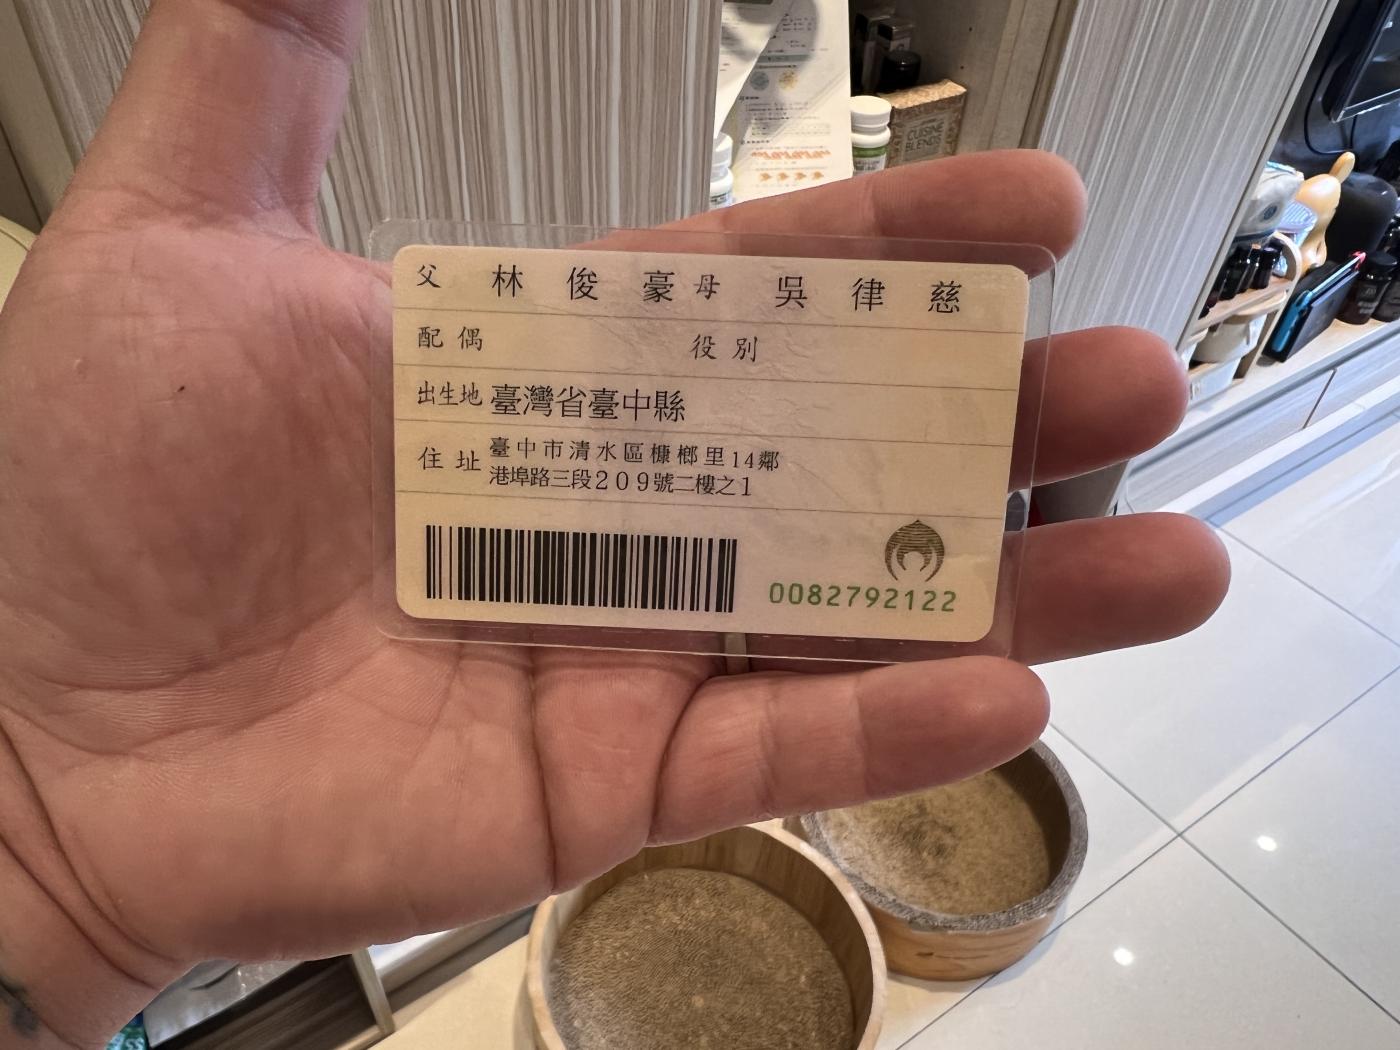 CUISINE
BLENDS
父 林俊豪 母 吳律慈
配偶 役別
出生地 臺灣省臺中縣
住址 臺中市清水區槺榔里14鄰
港埠路三段209號二樓之1
0082792122